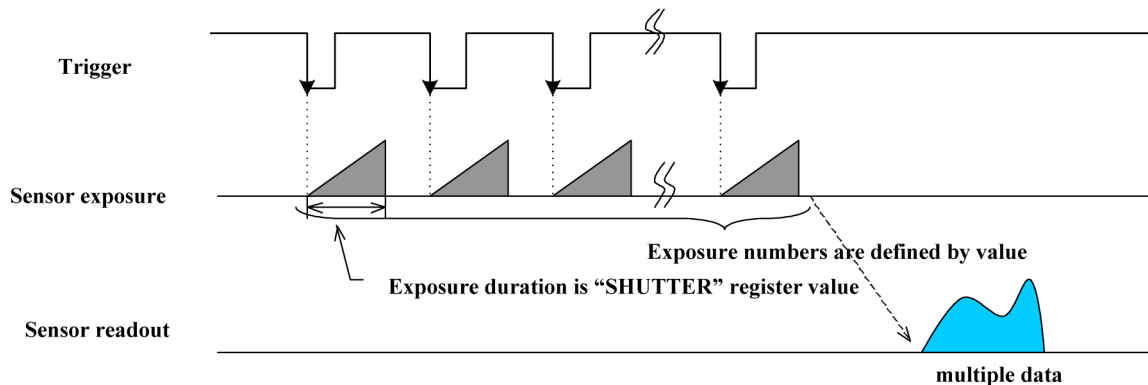 Trigger
Sensor exposure
Exposure numbers are defined by value
Exposure duration is “SHUTTER” register value
Sensor readout
multiple data